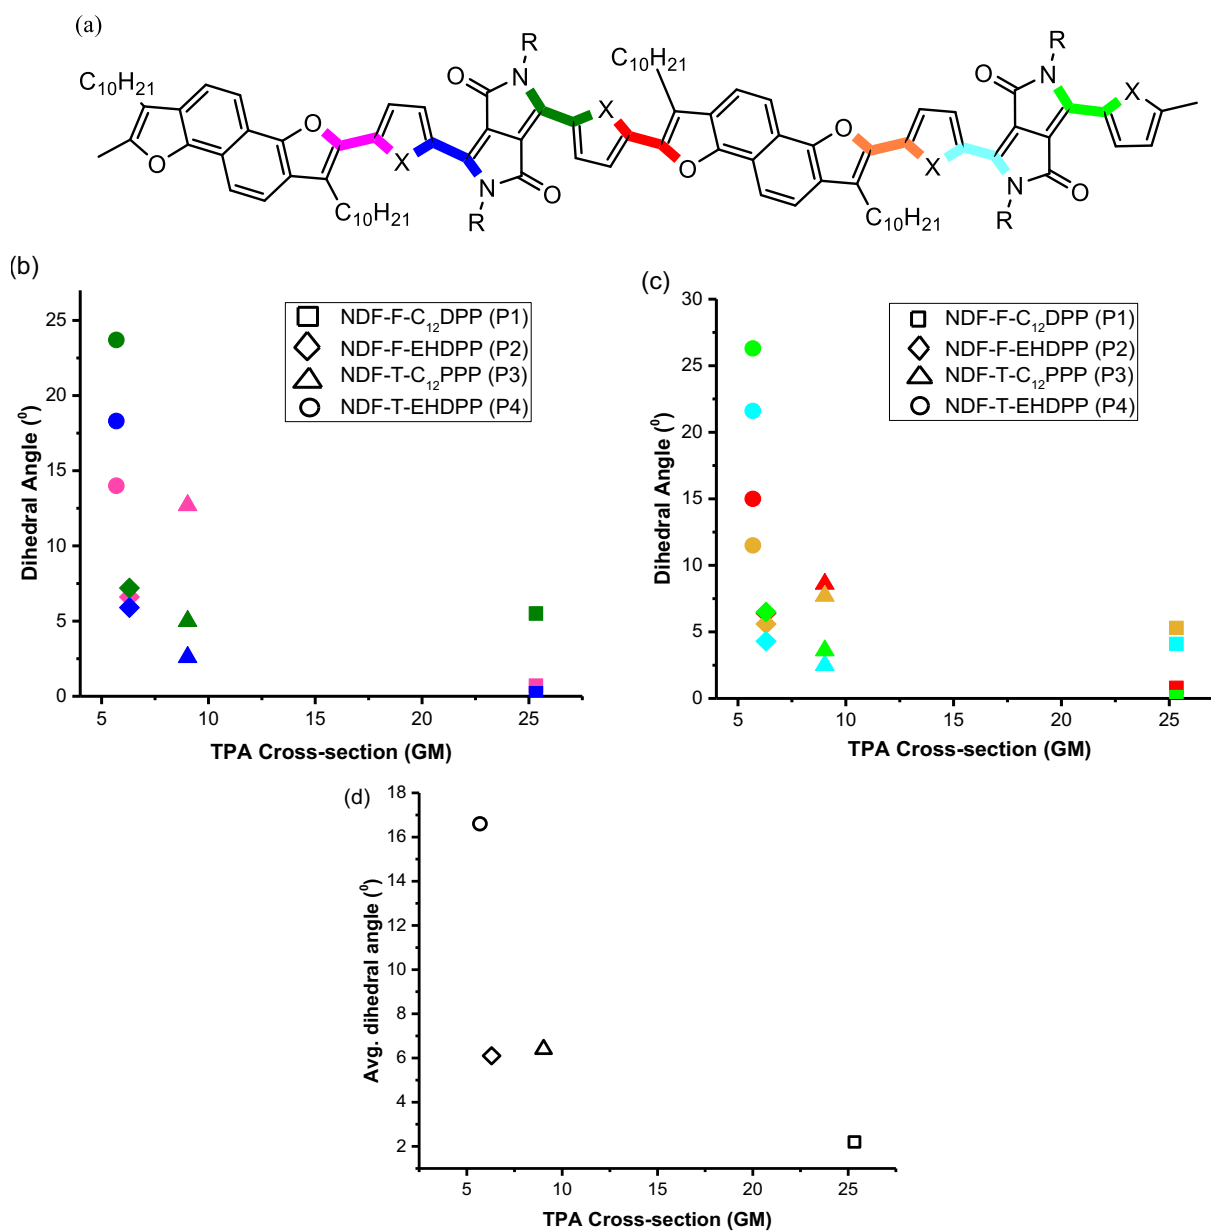 (a)
R
R
O
N
C10H21
O
N
C10H21
X
X
O
O
O
X
O
X
N
O
N
O
C10H21
R
C10H21
R
(b)
25
20
15
10
5
0
5
10
15
20
25
Dihedral Angle (0)
TPA Cross-section (GM)
NDF-F-C12DPP (P1)
NDF-F-EHDPP (P2)
NDF-T-C12PPP (P3)
NDF-T-EHDPP (P4)
(c)
30
25
20
15
10
5
0
5
10
15
20
25
Dihedral Angle (0)
TPA Cross-section (GM)
NDF-F-C12DPP (P1)
NDF-F-EHDPP (P2)
NDF-T-C12PPP (P3)
NDF-T-EHDPP (P4)
(d)
18
16
14
12
10
8
6
4
2
5
10
15
20
25
Avg. dihedral angle (0)
TPA Cross-section (GM)